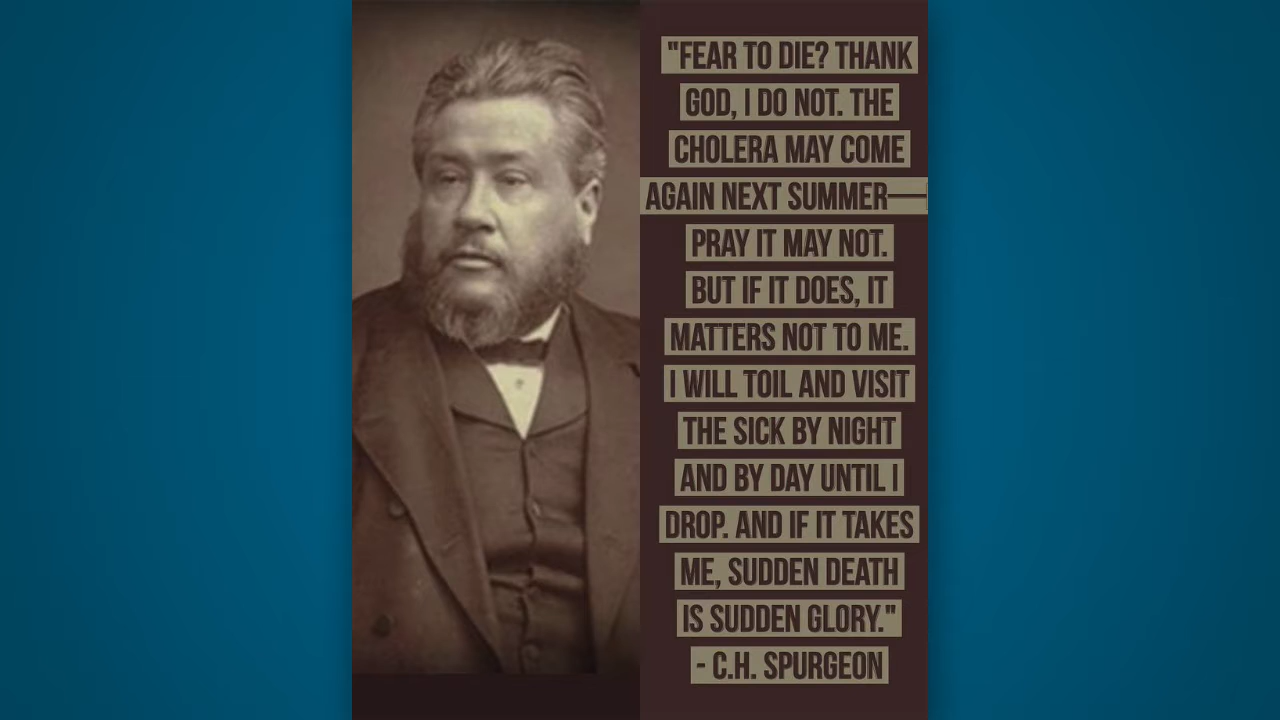 "FEAR TO DIE? THANK
GOD, I DO NOT. THE
CHOLERA MAY COME
AGAIN NEXT SUMMER—
PRAY IT MAY NOT.
BUT IF IT DOES, IT
MATTERS NOT TO ME.
I WILL TOIL AND VISIT
THE SICK BY NIGHT
AND BY DAY UNTIL I
DROP. AND IF IT TAKES
ME, SUDDEN DEATH
IS SUDDEN GLORY."
- C.H. SPURGEON